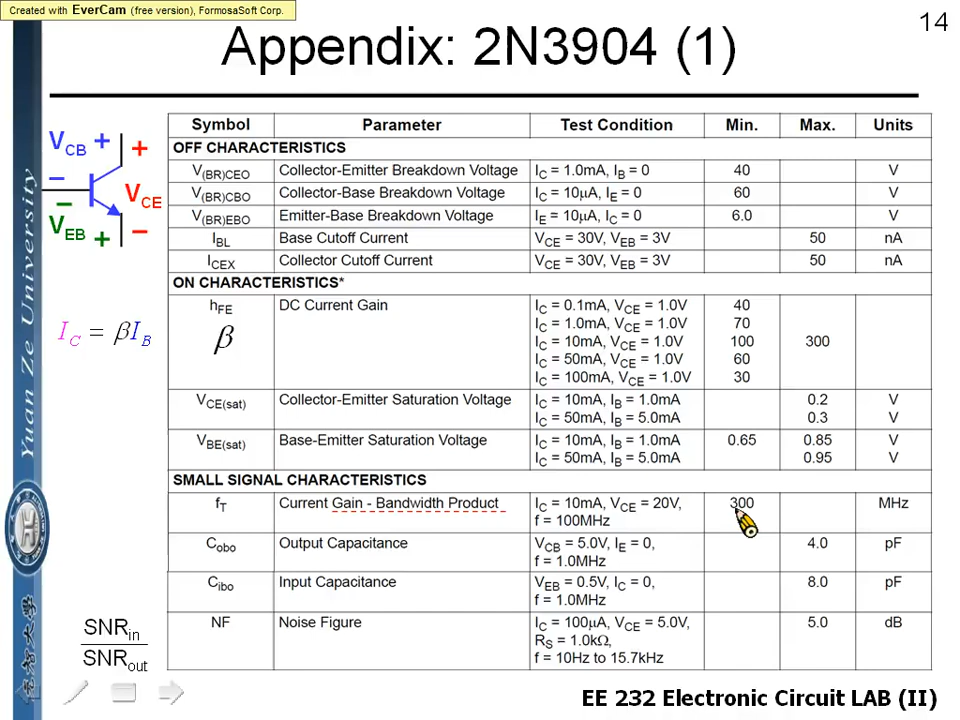 Created with EverCam (free version), FormosaSoft Corp.
14
Appendix: 2N3904 (1)
Symbol Parameter Test Condition Min. Max. Units
OFF CHARACTERISTICS
V(BR)CEO Collector-Emitter Breakdown Voltage IC = 1.0mA, IB = 0 40 V
V(BR)CBO Collector-Base Breakdown Voltage IC = 10μA, IE = 0 60 V
V(BR)EBO Emitter-Base Breakdown Voltage IE = 10μA, IC = 0 6.0 V
IBL Base Cutoff Current VCE = 30V, VEB = 3V 50 nA
ICEX Collector Cutoff Current VCE = 30V, VEB = 3V 50 nA
ON CHARACTERISTICS*
hFE DC Current Gain IC = 0.1mA, VCE = 1.0V 40
IC = 1.0mA, VCE = 1.0V 70
β IC = 10mA, VCE = 1.0V 100 300
IC = 50mA, VCE = 1.0V 60
IC = 100mA, VCE = 1.0V 30
VCE(sat) Collector-Emitter Saturation Voltage IC = 10mA, IB = 1.0mA 0.2 V
IC = 50mA, IB = 5.0mA 0.3 V
VBE(sat) Base-Emitter Saturation Voltage IC = 10mA, IB = 1.0mA 0.65 0.85 V
IC = 50mA, IB = 5.0mA 0.95 V
SMALL SIGNAL CHARACTERISTICS
fT Current Gain - Bandwidth Product IC = 10mA, VCE = 20V, 300 MHz
f = 100MHz
Cobo Output Capacitance VCB = 5.0V, IE = 0, 4.0 pF
f = 1.0MHz
Cibo Input Capacitance VEB = 0.5V, IC = 0, 8.0 pF
f = 1.0MHz
NF Noise Figure IC = 100μA, VCE = 5.0V, 5.0 dB
RS = 1.0kΩ,
f = 10Hz to 15.7kHz
VCB + +
−
− VCE
VEB + −
IC = βIB
SNRin
SNRout
Yuan Ze University
元智大學
EE 232 Electronic Circuit LAB (II)